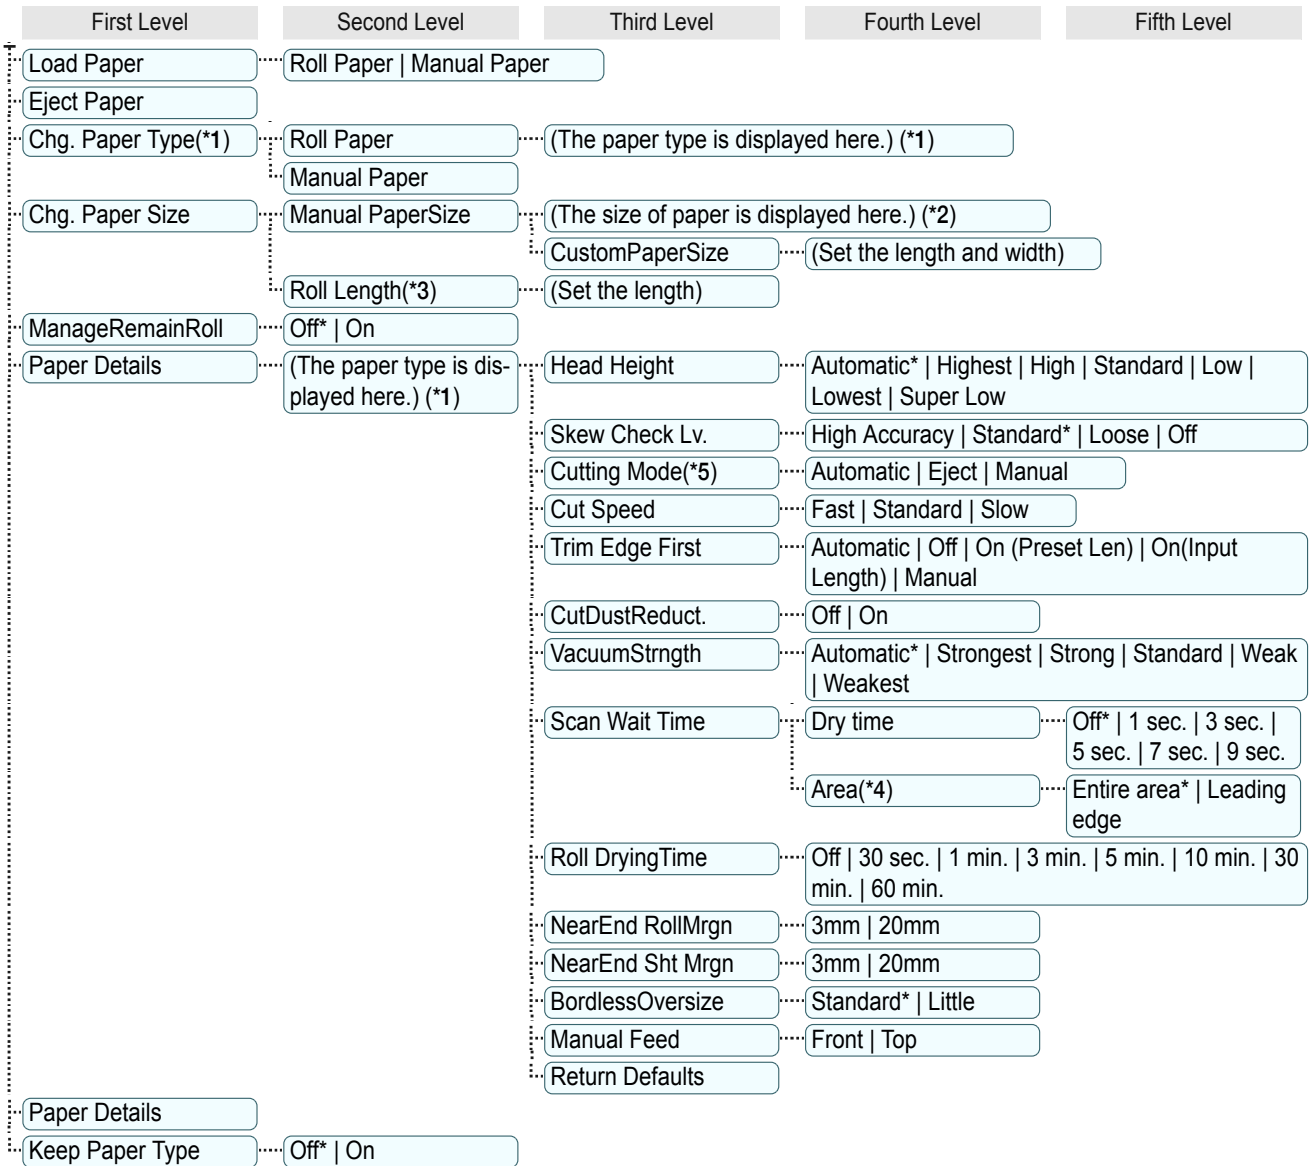 First Level Second Level Third Level Fourth Level Fifth Level
Load Paper Roll Paper | Manual Paper
Eject Paper
Chg. Paper Type(*1) Roll Paper (The paper type is displayed here.) (*1)
Manual Paper
Chg. Paper Size Manual PaperSize (The size of paper is displayed here.) (*2)
CustomPaperSize (Set the length and width)
Roll Length(*3) (Set the length)
ManageRemainRoll Off* | On
Paper Details (The paper type is dis- Head Height Automatic* | Highest | High | Standard | Low |
played here.) (*1) Lowest | Super Low
Skew Check Lv. High Accuracy | Standard* | Loose | Off
Cutting Mode(*5) Automatic | Eject | Manual
Cut Speed Fast | Standard | Slow
Trim Edge First Automatic | Off | On (Preset Len) | On(Input
Length) | Manual
CutDustReduct. Off | On
VacuumStrngth Automatic* | Strongest | Strong | Standard | Weak
| Weakest
Scan Wait Time Dry time Off* | 1 sec. | 3 sec. |
5 sec. | 7 sec. | 9 sec.
Area(*4) Entire area* | Leading
edge
Roll DryingTime Off | 30 sec. | 1 min. | 3 min. | 5 min. | 10 min. | 30
min. | 60 min.
NearEnd RollMrgn 3mm | 20mm
NearEnd Sht Mrgn 3mm | 20mm
BordlessOversize Standard* | Little
Manual Feed Front | Top
Return Defaults
Paper Details
Keep Paper Type Off* | On